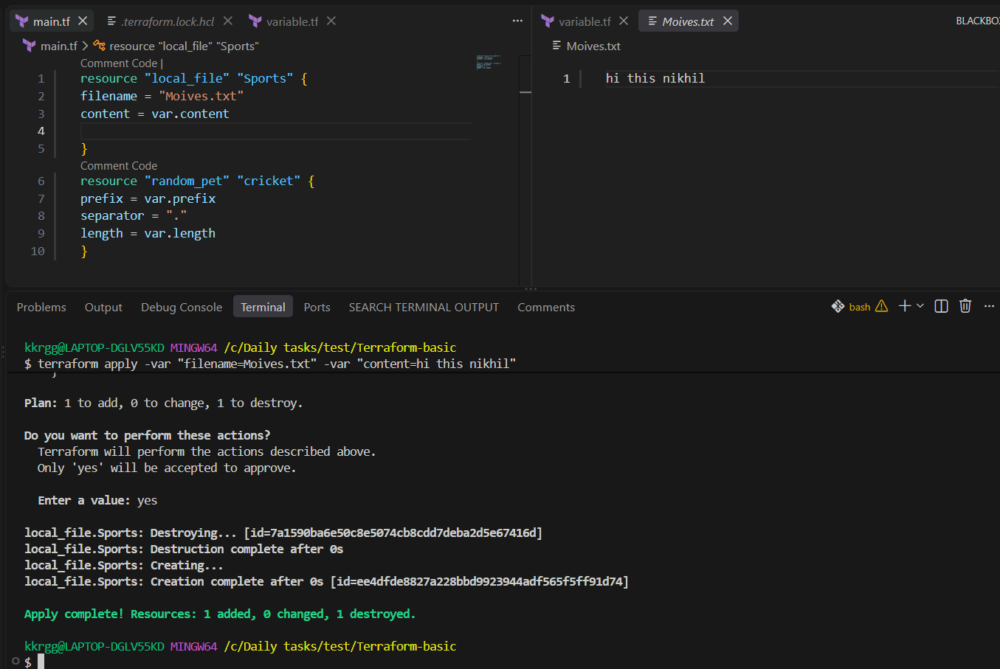 main.tf
.terraform.lock.hcl
variable.tf
main.tf > resource "local_file" "Sports"
Comment Code |
1 resource "local_file" "Sports" {
2 filename = "Moives.txt"
3 content = var.content
4
5 }
Comment Code
6 resource "random_pet" "cricket" {
7 prefix = var.prefix
8 separator = "."
9 length = var.length
10 }
variable.tf
Moives.txt
BLACKBO
Moives.txt
1 hi this nikhil
Problems Output Debug Console Terminal Ports SEARCH TERMINAL OUTPUT Comments
bash
kkrgg@LAPTOP-DGLV55KD MINGW64 /c/Daily tasks/test/Terraform-basic
$ terraform apply -var "filename=Moives.txt" -var "content=hi this nikhil"
Plan: 1 to add, 0 to change, 1 to destroy.
Do you want to perform these actions?
Terraform will perform the actions described above.
Only 'yes' will be accepted to approve.
Enter a value: yes
local_file.Sports: Destroying... [id=7a1590ba6e50c8e5074cb8cdd7deba2d5e67416d]
local_file.Sports: Destruction complete after 0s
local_file.Sports: Creating...
local_file.Sports: Creation complete after 0s [id=ee4dfde8827a228bbd9923944adf565f5ff91d74]
Apply complete! Resources: 1 added, 0 changed, 1 destroyed.
kkrgg@LAPTOP-DGLV55KD MINGW64 /c/Daily tasks/test/Terraform-basic
$